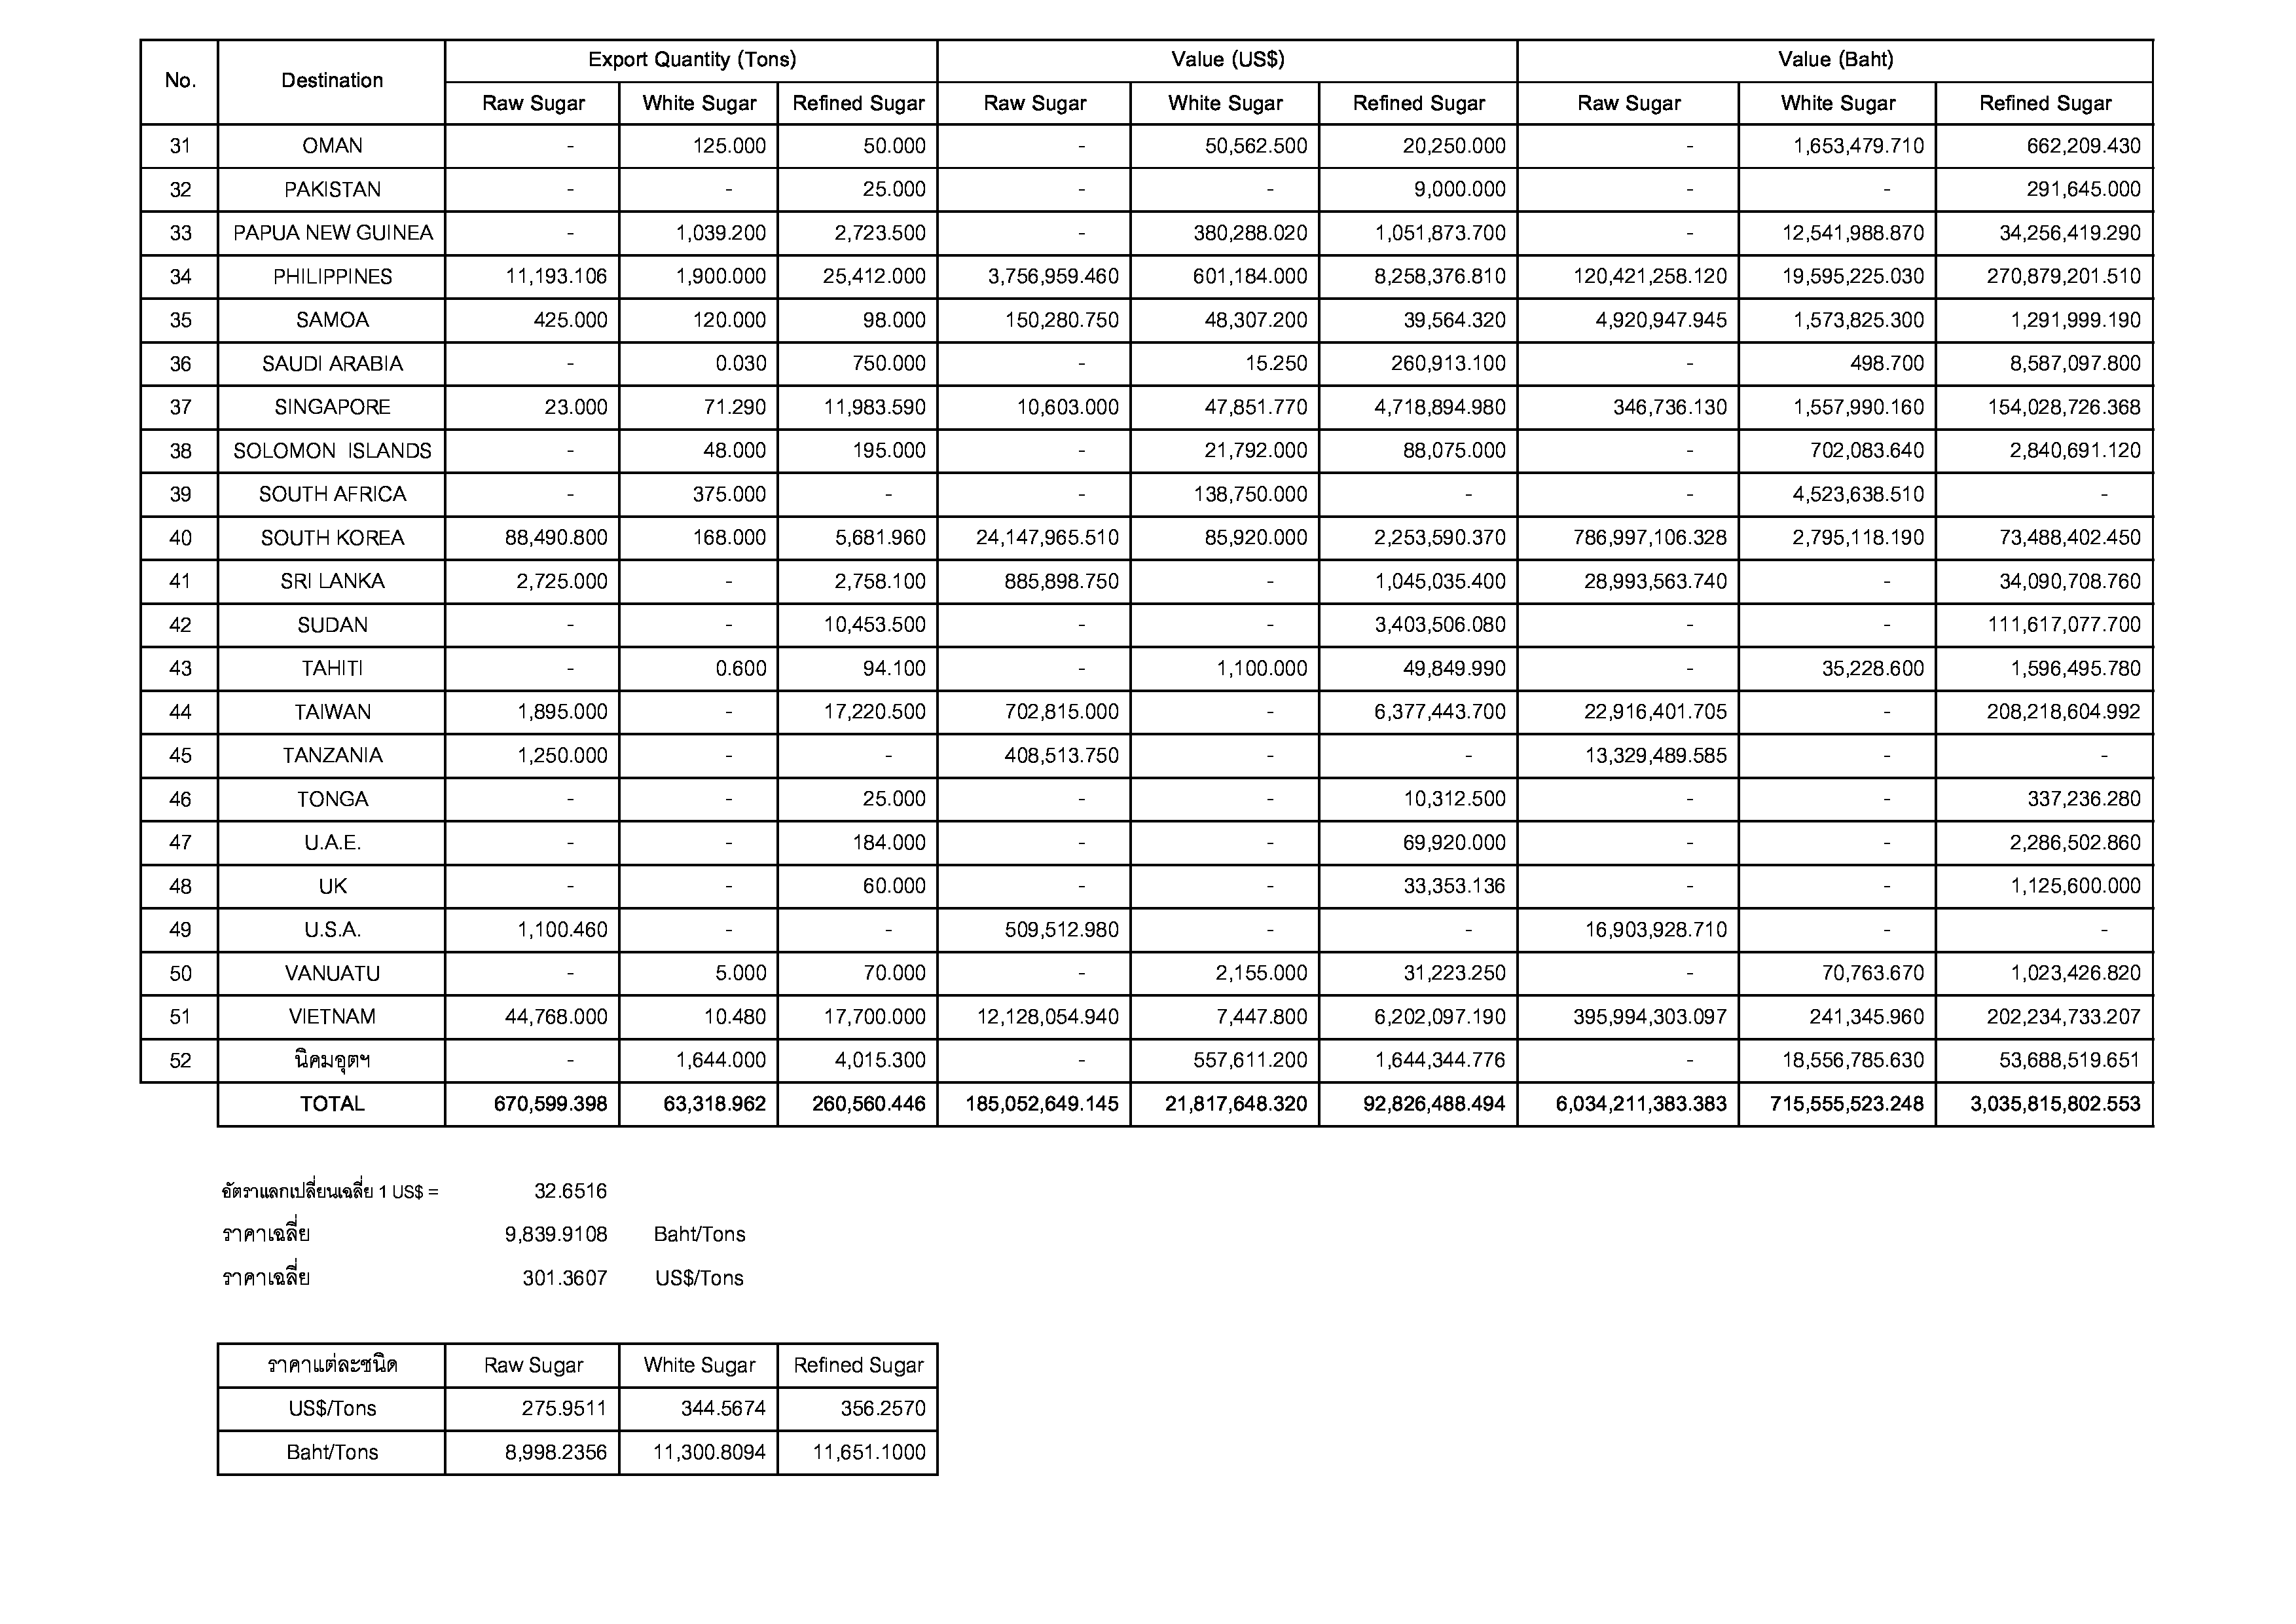 No. Destination Export Quantity (Tons) Value (US$) Value (Baht)
Raw Sugar White Sugar Refined Sugar Raw Sugar White Sugar Refined Sugar Raw Sugar White Sugar Refined Sugar
31 OMAN - 125.000 50.000 - 50,562.500 20,250.000 - 1,653,479.710 662,209.430
32 PAKISTAN - - 25.000 - - 9,000.000 - - 291,645.000
33 PAPUA NEW GUINEA - 1,039.200 2,723.500 - 380,288.020 1,051,873.700 - 12,541,988.870 34,256,419.290
34 PHILIPPINES 11,193.106 1,900.000 25,412.000 3,756,959.460 601,184.000 8,258,376.810 120,421,258.120 19,595,225.030 270,879,201.510
35 SAMOA 425.000 120.000 98.000 150,280.750 48,307.200 39,564.320 4,920,947.945 1,573,825.300 1,291,999.190
36 SAUDI ARABIA - 0.030 750.000 - 15.250 260,913.100 - 498.700 8,587,097.800
37 SINGAPORE 23.000 71.290 11,983.590 10,603.000 47,851.770 4,718,894.980 346,736.130 1,557,990.160 154,028,726.368
38 SOLOMON ISLANDS - 48.000 195.000 - 21,792.000 88,075.000 - 702,083.640 2,840,691.120
39 SOUTH AFRICA - 375.000 - - 138,750.000 - - 4,523,638.510 -
40 SOUTH KOREA 88,490.800 168.000 5,681.960 24,147,965.510 85,920.000 2,253,590.370 786,997,106.328 2,795,118.190 73,488,402.450
41 SRI LANKA 2,725.000 - 2,758.100 885,898.750 - 1,045,035.400 28,993,563.740 - 34,090,708.760
42 SUDAN - - 10,453.500 - - 3,403,506.080 - - 111,617,077.700
43 TAHITI - 0.600 94.100 - 1,100.000 49,849.990 - 35,228.600 1,596,495.780
44 TAIWAN 1,895.000 - 17,220.500 702,815.000 - 6,377,443.700 22,916,401.705 - 208,218,604.992
45 TANZANIA 1,250.000 - - 408,513.750 - - 13,329,489.585 - -
46 TONGA - - 25.000 - - 10,312.500 - - 337,236.280
47 U.A.E. - - 184.000 - - 69,920.000 - - 2,286,502.860
48 UK - - 60.000 - - 33,353.136 - - 1,125,600.000
49 U.S.A. 1,100.460 - - 509,512.980 - - 16,903,928.710 - -
50 VANUATU - 5.000 70.000 - 2,155.000 31,223.250 - 70,763.670 1,023,426.820
51 VIETNAM 44,768.000 10.480 17,700.000 12,128,054.940 7,447.800 6,202,097.190 395,994,303.097 241,345.960 202,234,733.207
52 นิคมอุตฯ - 1,644.000 4,015.300 - 557,611.200 1,644,344.776 - 18,556,785.630 53,688,519.651
TOTAL 670,599.398 63,318.962 260,560.446 185,052,649.145 21,817,648.320 92,826,488.494 6,034,211,383.383 715,555,523.248 3,035,815,802.553
อัตราแลกเปลี่ยนเฉลี่ย 1 US$ = 32.6516
ราคาเฉลี่ย 9,839.9108 Baht/Tons
ราคาเฉลี่ย 301.3607 US$/Tons
ราคาแต่ละชนิด Raw Sugar White Sugar Refined Sugar
US$/Tons 275.9511 344.5674 356.2570
Baht/Tons 8,998.2356 11,300.8094 11,651.1000